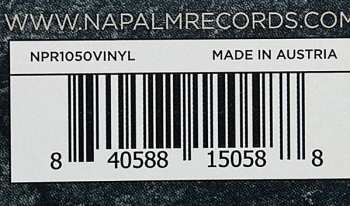 WWW.NAPALMRECORDS.COM
NPR1050VINYL MADE IN AUSTRIA
8 40588 15058 8